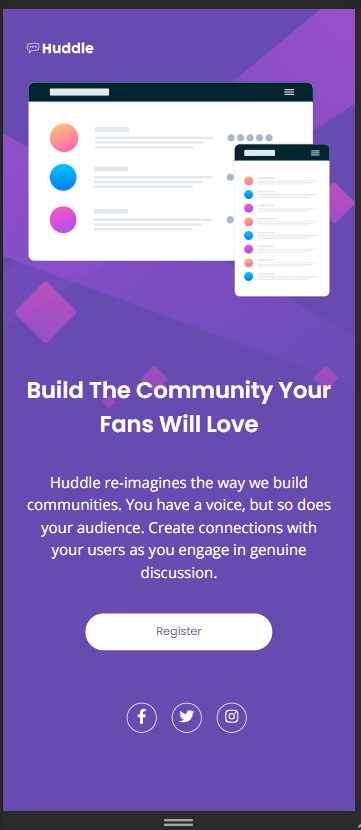 Huddle
Build The Community Your
Fans Will Love
Huddle re-imagines the way we build
communities. You have a voice, but so does
your audience. Create connections with
your users as you engage in genuine
discussion.
Register